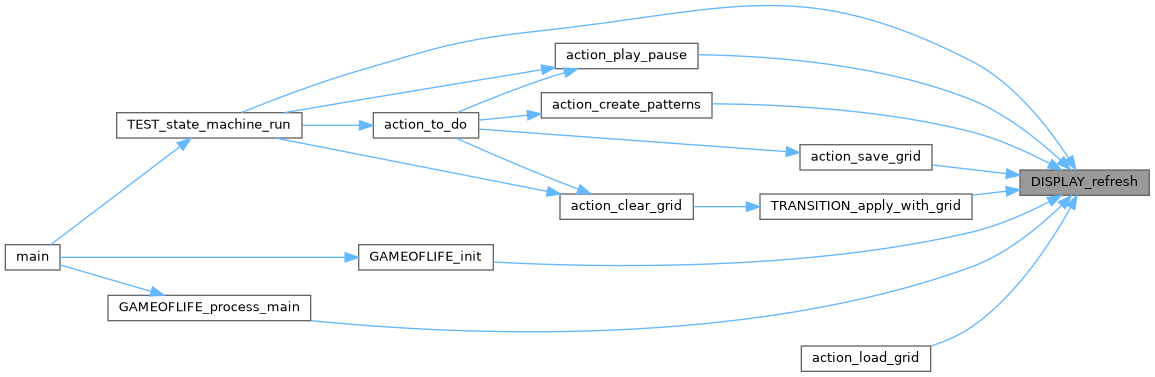 action_play_pause
action_create_patterns
TEST_state_machine_run
action_to_do
action_save_grid
DISPLAY_refresh
action_clear_grid
TRANSITION_apply_with_grid
main
GAMEOFLIFE_init
GAMEOFLIFE_process_main
action_load_grid